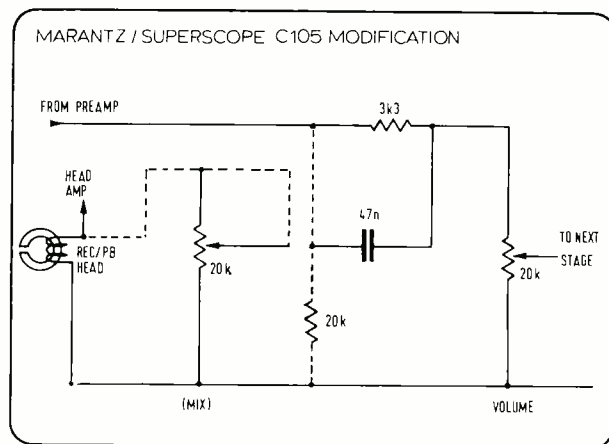 MARANTZ / SUPERSCOPE C105 MODIFICATION
FROM PREAMP
3k3
HEAD
AMP
47n
REC/PB
HEAD
20k
20k
TO NEXT
STAGE
20k
(MIX)
VOLUME